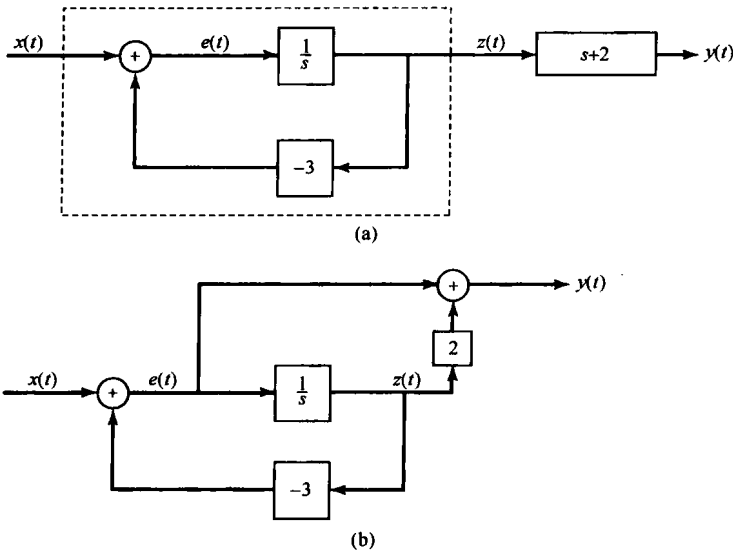 x(t) + e(t) 1/s z(t) s+2 y(t)
−3
(a)
+ y(t)
2
x(t) + e(t) 1/s z(t)
−3
(b)